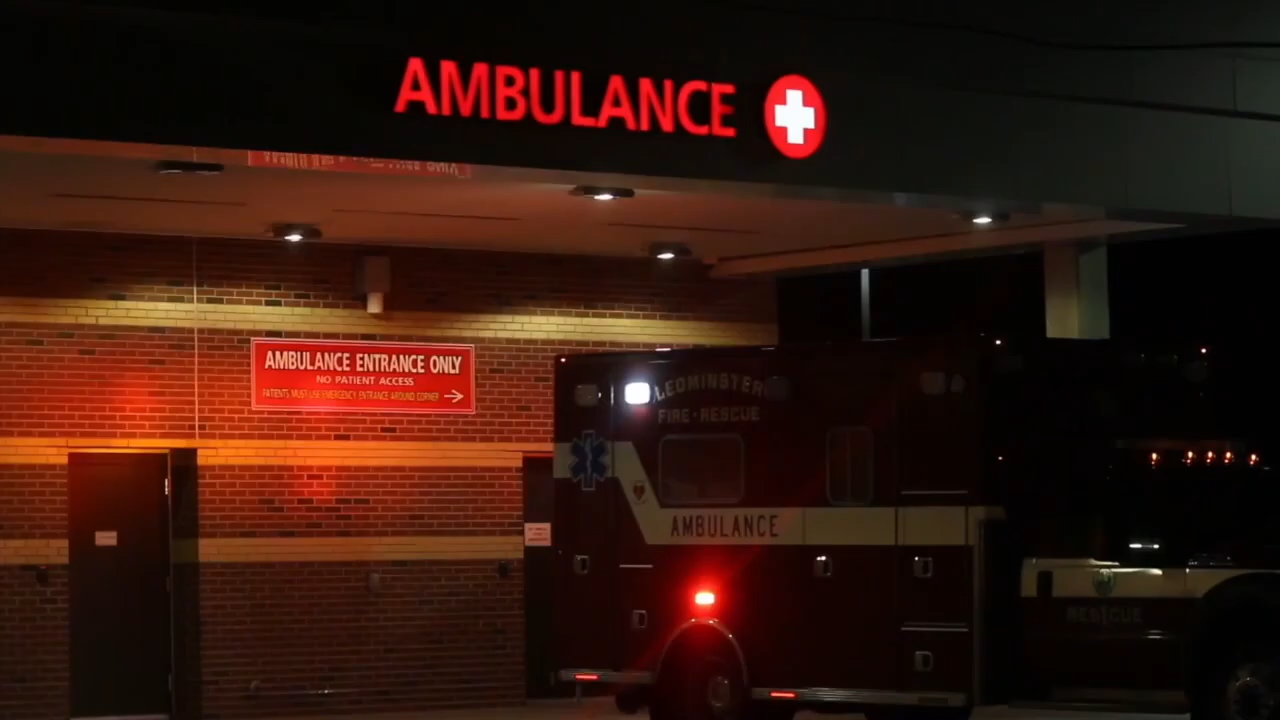 AMBULANCE
AMBULANCE ENTRANCE ONLY
NO PATIENT ACCESS
PATIENTS MUST USE EMERGENCY ENTRANCE AROUND CORNER
LEOMINSTER
FIRE • RESCUE
AMBULANCE
RESCUE